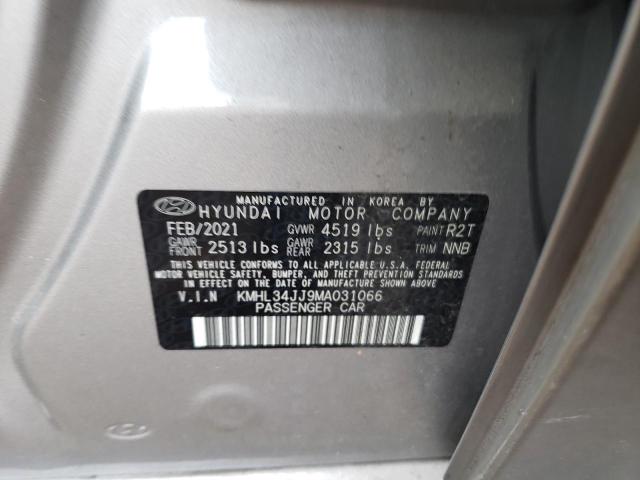 MANUFACTURED IN KOREA BY
HYUNDAI MOTOR COMPANY
FEB/2021 GVWR 4519 lbs PAINT R2T
GAWR FRONT 2513 lbs GAWR REAR 2315 lbs TRIM NNB
THIS VEHICLE CONFORMS TO ALL APPLICABLE U.S.A. FEDERAL
MOTOR VEHICLE SAFETY, BUMPER, AND THEFT PREVENTION STANDARDS
IN EFFECT ON THE DATE OF MANUFACTURE SHOWN ABOVE.
V.I.N KMHL34JJ9MA031066
PASSENGER CAR